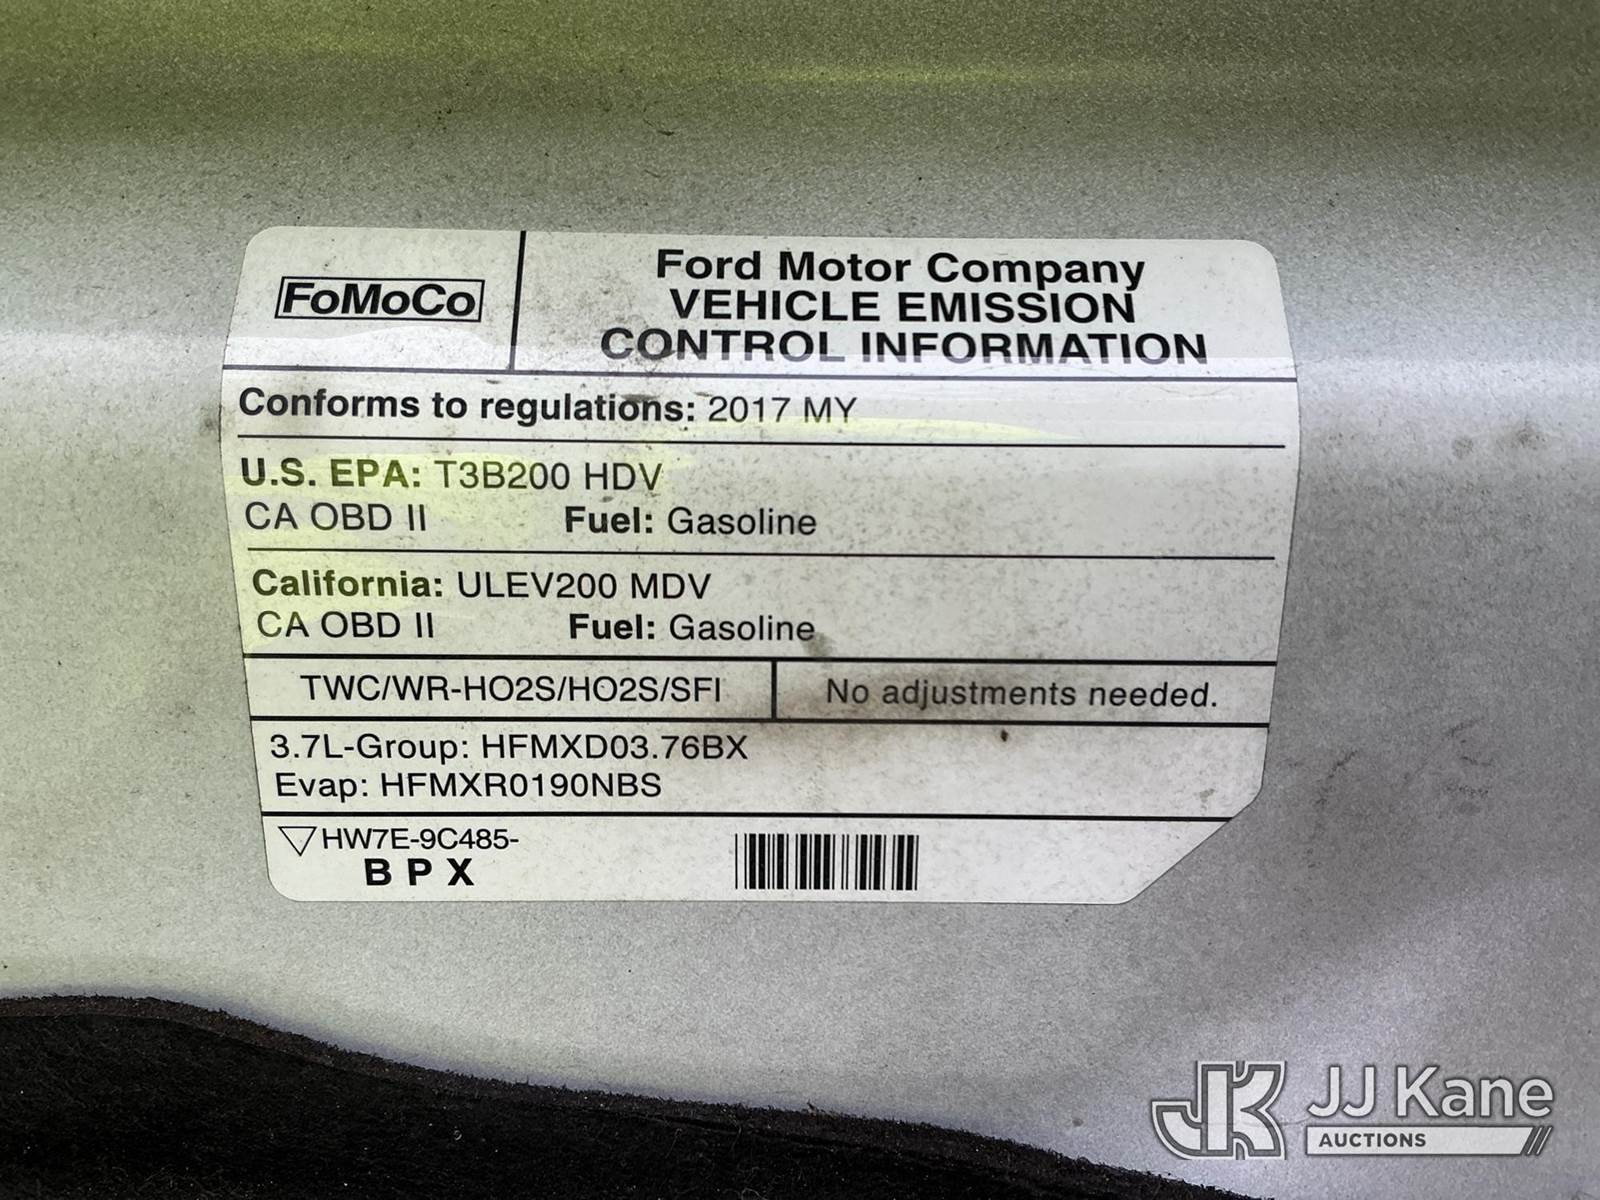 FoMoCo
Ford Motor Company
VEHICLE EMISSION
CONTROL INFORMATION
Conforms to regulations: 2017 MY
U.S. EPA: T3B200 HDV
CA OBD II Fuel: Gasoline
California: ULEV200 MDV
CA OBD II Fuel: Gasoline
TWC/WR-HO2S/HO2S/SFI No adjustments needed.
3.7L-Group: HFMXD03.76BX
Evap: HFMXR0190NBS
HW7E-9C485-
B P X
JK JJ Kane
AUCTIONS